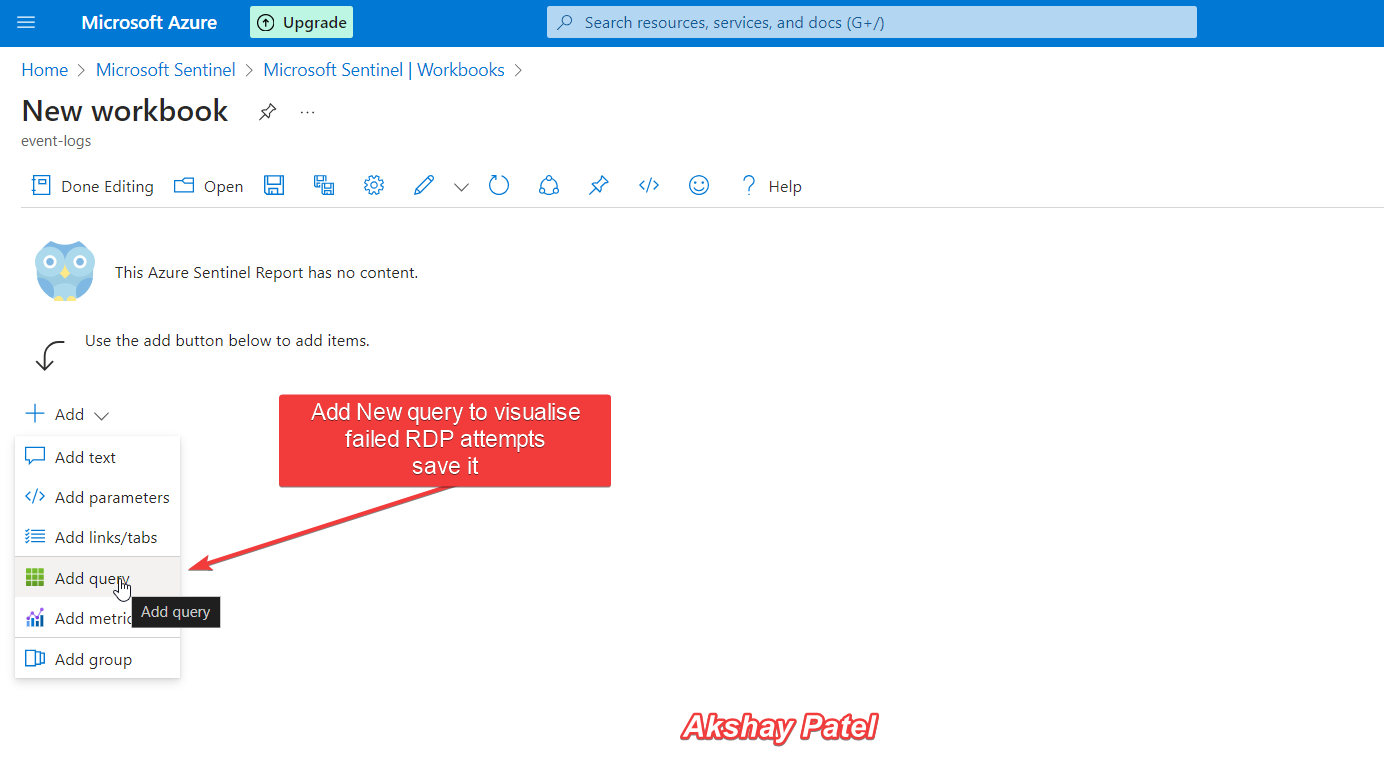 Microsoft Azure
Upgrade
Search resources, services, and docs (G+/)
Home > Microsoft Sentinel > Microsoft Sentinel | Workbooks >
New workbook
...
event-logs
Done Editing
Open
? Help
This Azure Sentinel Report has no content.
Use the add button below to add items.
Add
Add New query to visualise
failed RDP attempts
save it
Add text
Add parameters
Add links/tabs
Add query
Add query
Add metric
Add group
Akshay Patel